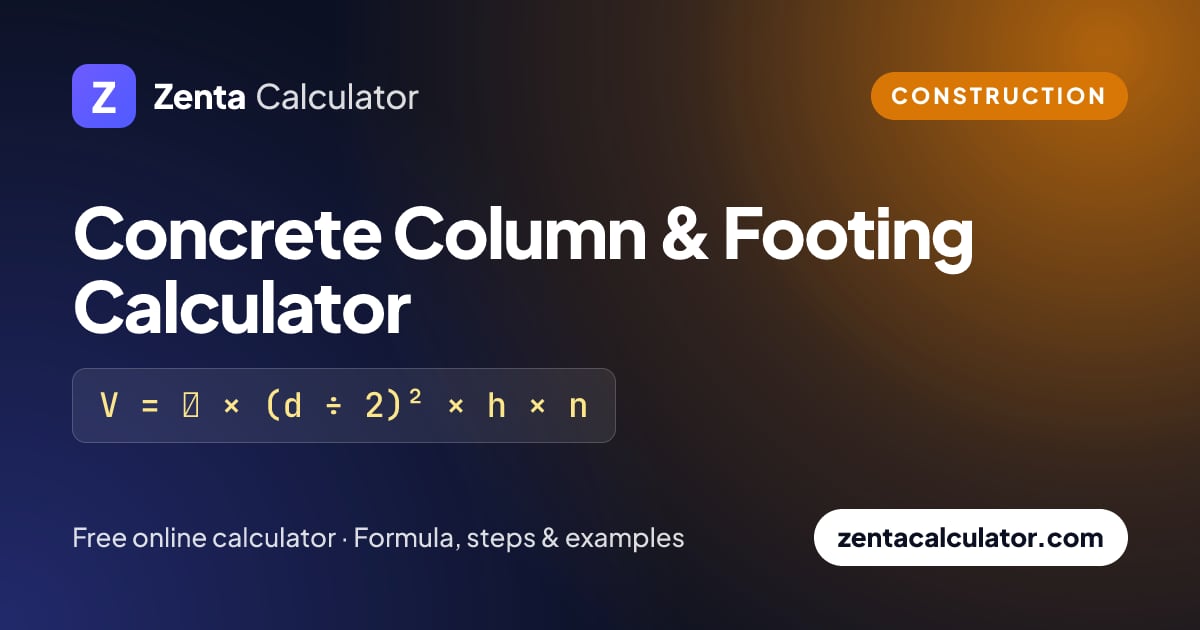 Z
Zenta Calculator
CONSTRUCTION
Concrete Column & Footing
Calculator
V = 〿 × (d ÷ 2)² × h × n
Free online calculator · Formula, steps & examples
zentacalculator.com